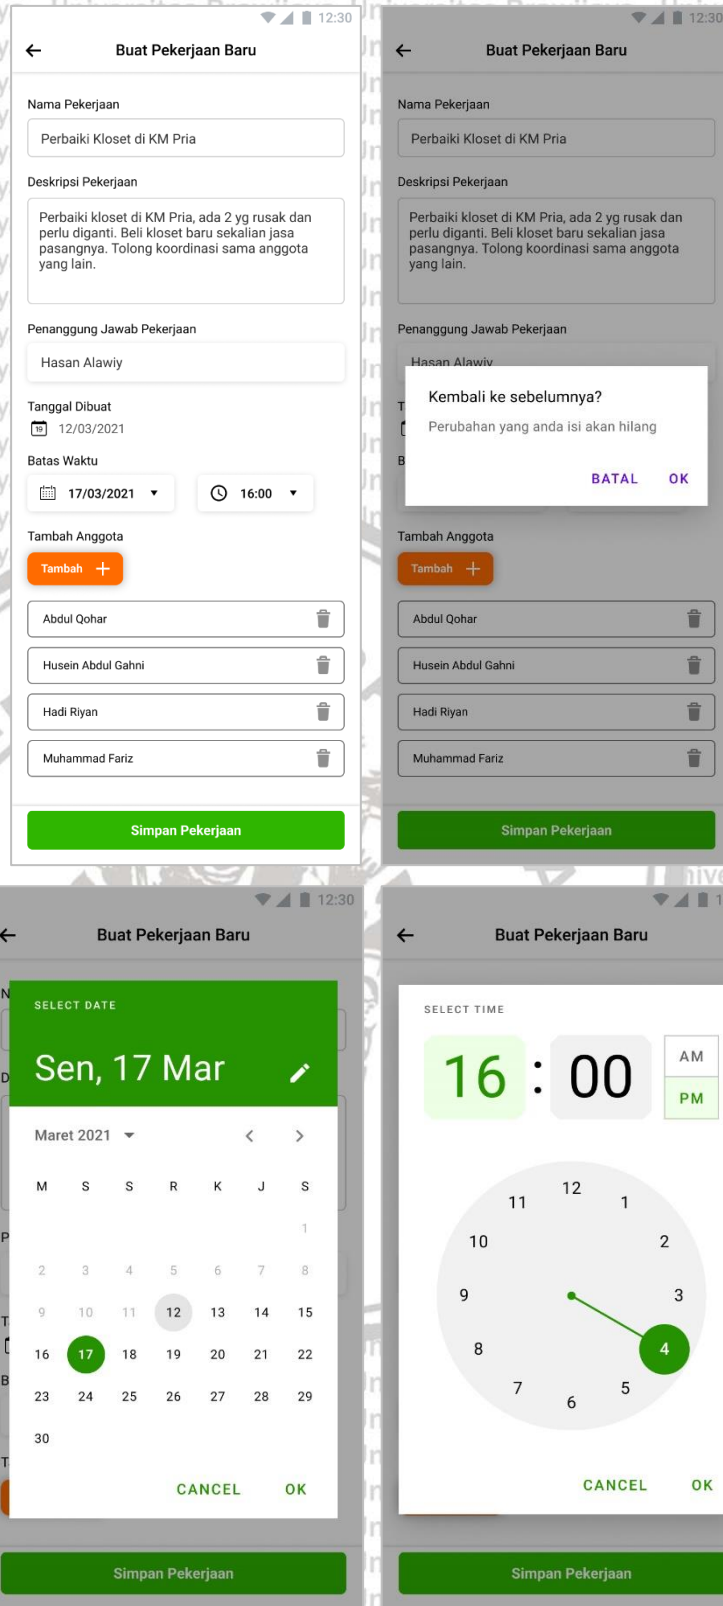 12:30
Buat Pekerjaan Baru
Nama Pekerjaan
Perbaiki Kloset di KM Pria
Deskripsi Pekerjaan
Perbaiki kloset di KM Pria, ada 2 yg rusak dan
perlu diganti. Beli kloset baru sekalian jasa
pasangnya. Tolong koordinasi sama anggota
yang lain.
Penanggung Jawab Pekerjaan
Hasan Alawiy
Tanggal Dibuat
19 12/03/2021
Batas Waktu
17/03/2021
16:00
Tambah Anggota
Tambah
Abdul Qohar
Husein Abdul Gahni
Hadi Riyan
Muhammad Fariz
Simpan Pekerjaan
12:30
Buat Pekerjaan Baru
Nama Pekerjaan
Perbaiki Kloset di KM Pria
Deskripsi Pekerjaan
Perbaiki kloset di KM Pria, ada 2 yg rusak dan
perlu diganti. Beli kloset baru sekalian jasa
pasangnya. Tolong koordinasi sama anggota
yang lain.
Penanggung Jawab Pekerjaan
Hasan Alawiy
Kembali ke sebelumnya?
Perubahan yang anda isi akan hilang
BATAL OK
Tambah Anggota
Tambah
Abdul Qohar
Husein Abdul Gahni
Hadi Riyan
Muhammad Fariz
Simpan Pekerjaan
12:30
Buat Pekerjaan Baru
SELECT DATE
Sen, 17 Mar
Maret 2021
M S S R K J S
1
2 3 4 5 6 7 8
9 10 11 12 13 14 15
16 17 18 19 20 21 22
23 24 25 26 27 28 29
30
CANCEL OK
Simpan Pekerjaan
Buat Pekerjaan Baru
SELECT TIME
16 : 00
AM
PM
12
11 1
10 2
9 3
8 4
7 5
6
CANCEL OK
Simpan Pekerjaan